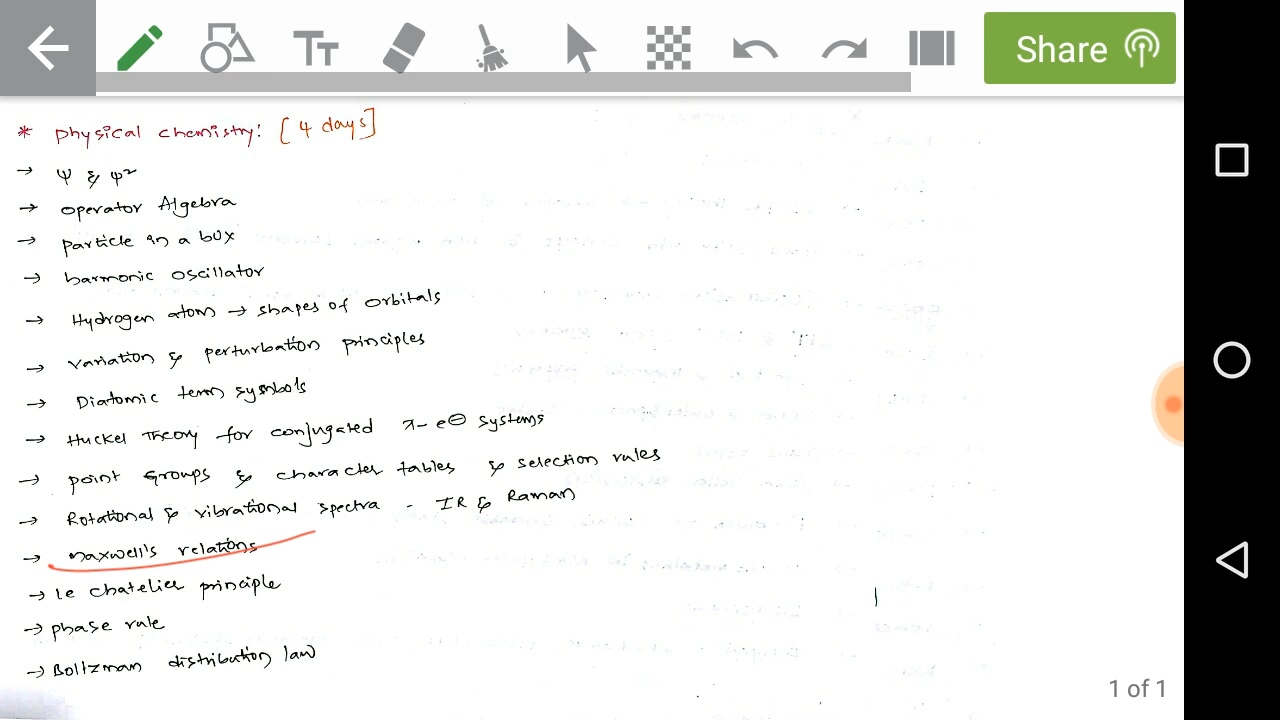 Share
* Physical chemistry: [4 days]
→ ψ & ψ²
→ operator Algebra
→ particle in a box
→ harmonic oscillator
→ Hydrogen atom → shapes of orbitals
→ variation & perturbation principles
→ Diatomic term symbols
→ Huckel Theory for conjugated π- e⊖ systems
→ point Groups & character tables & selection rules
→ Rotational & vibrational spectra - IR & Raman
→ Maxwell's relations
→ le chatelier principle
→ phase rule
→ Boltzman distribution law
1 of 1